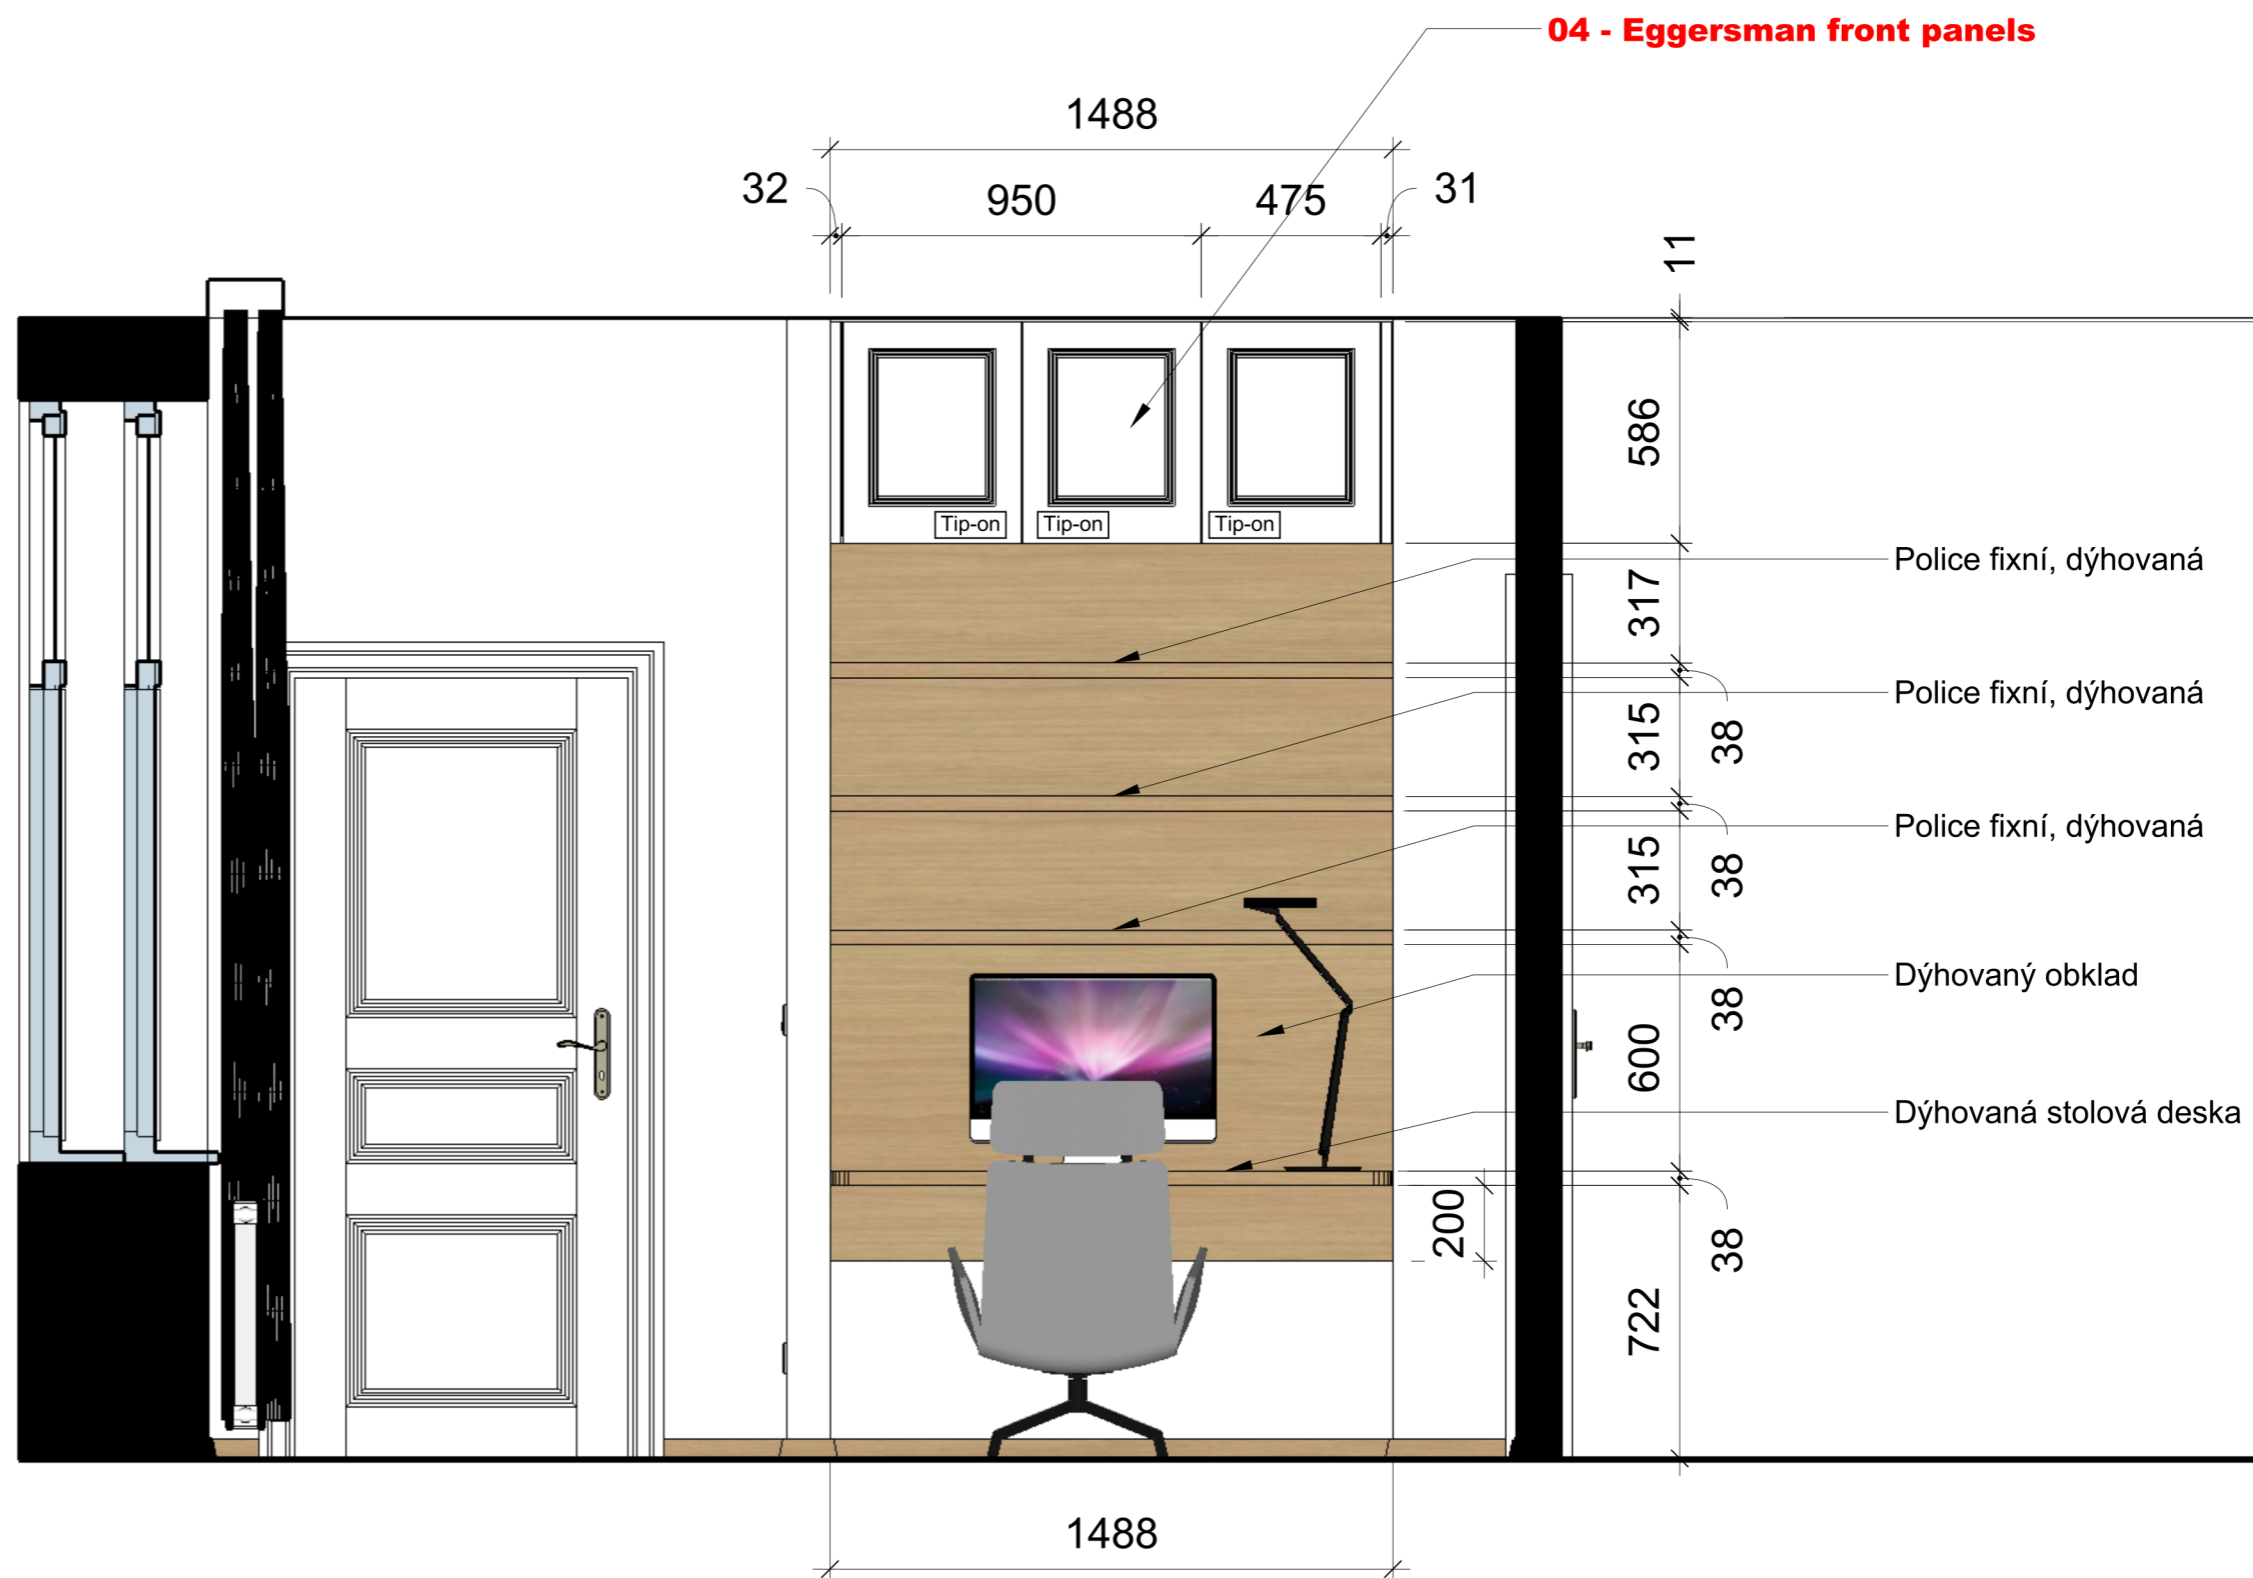 04 - Eggersman front panels
1488
32
950
475
31
11
586
Tip-on
Tip-on
Tip-on
Police fixní, dýhovaná
317
38
Police fixní, dýhovaná
315
38
Police fixní, dýhovaná
315
38
Dýhovaný obklad
600
Dýhovaná stolová deska
200
38
722
1488